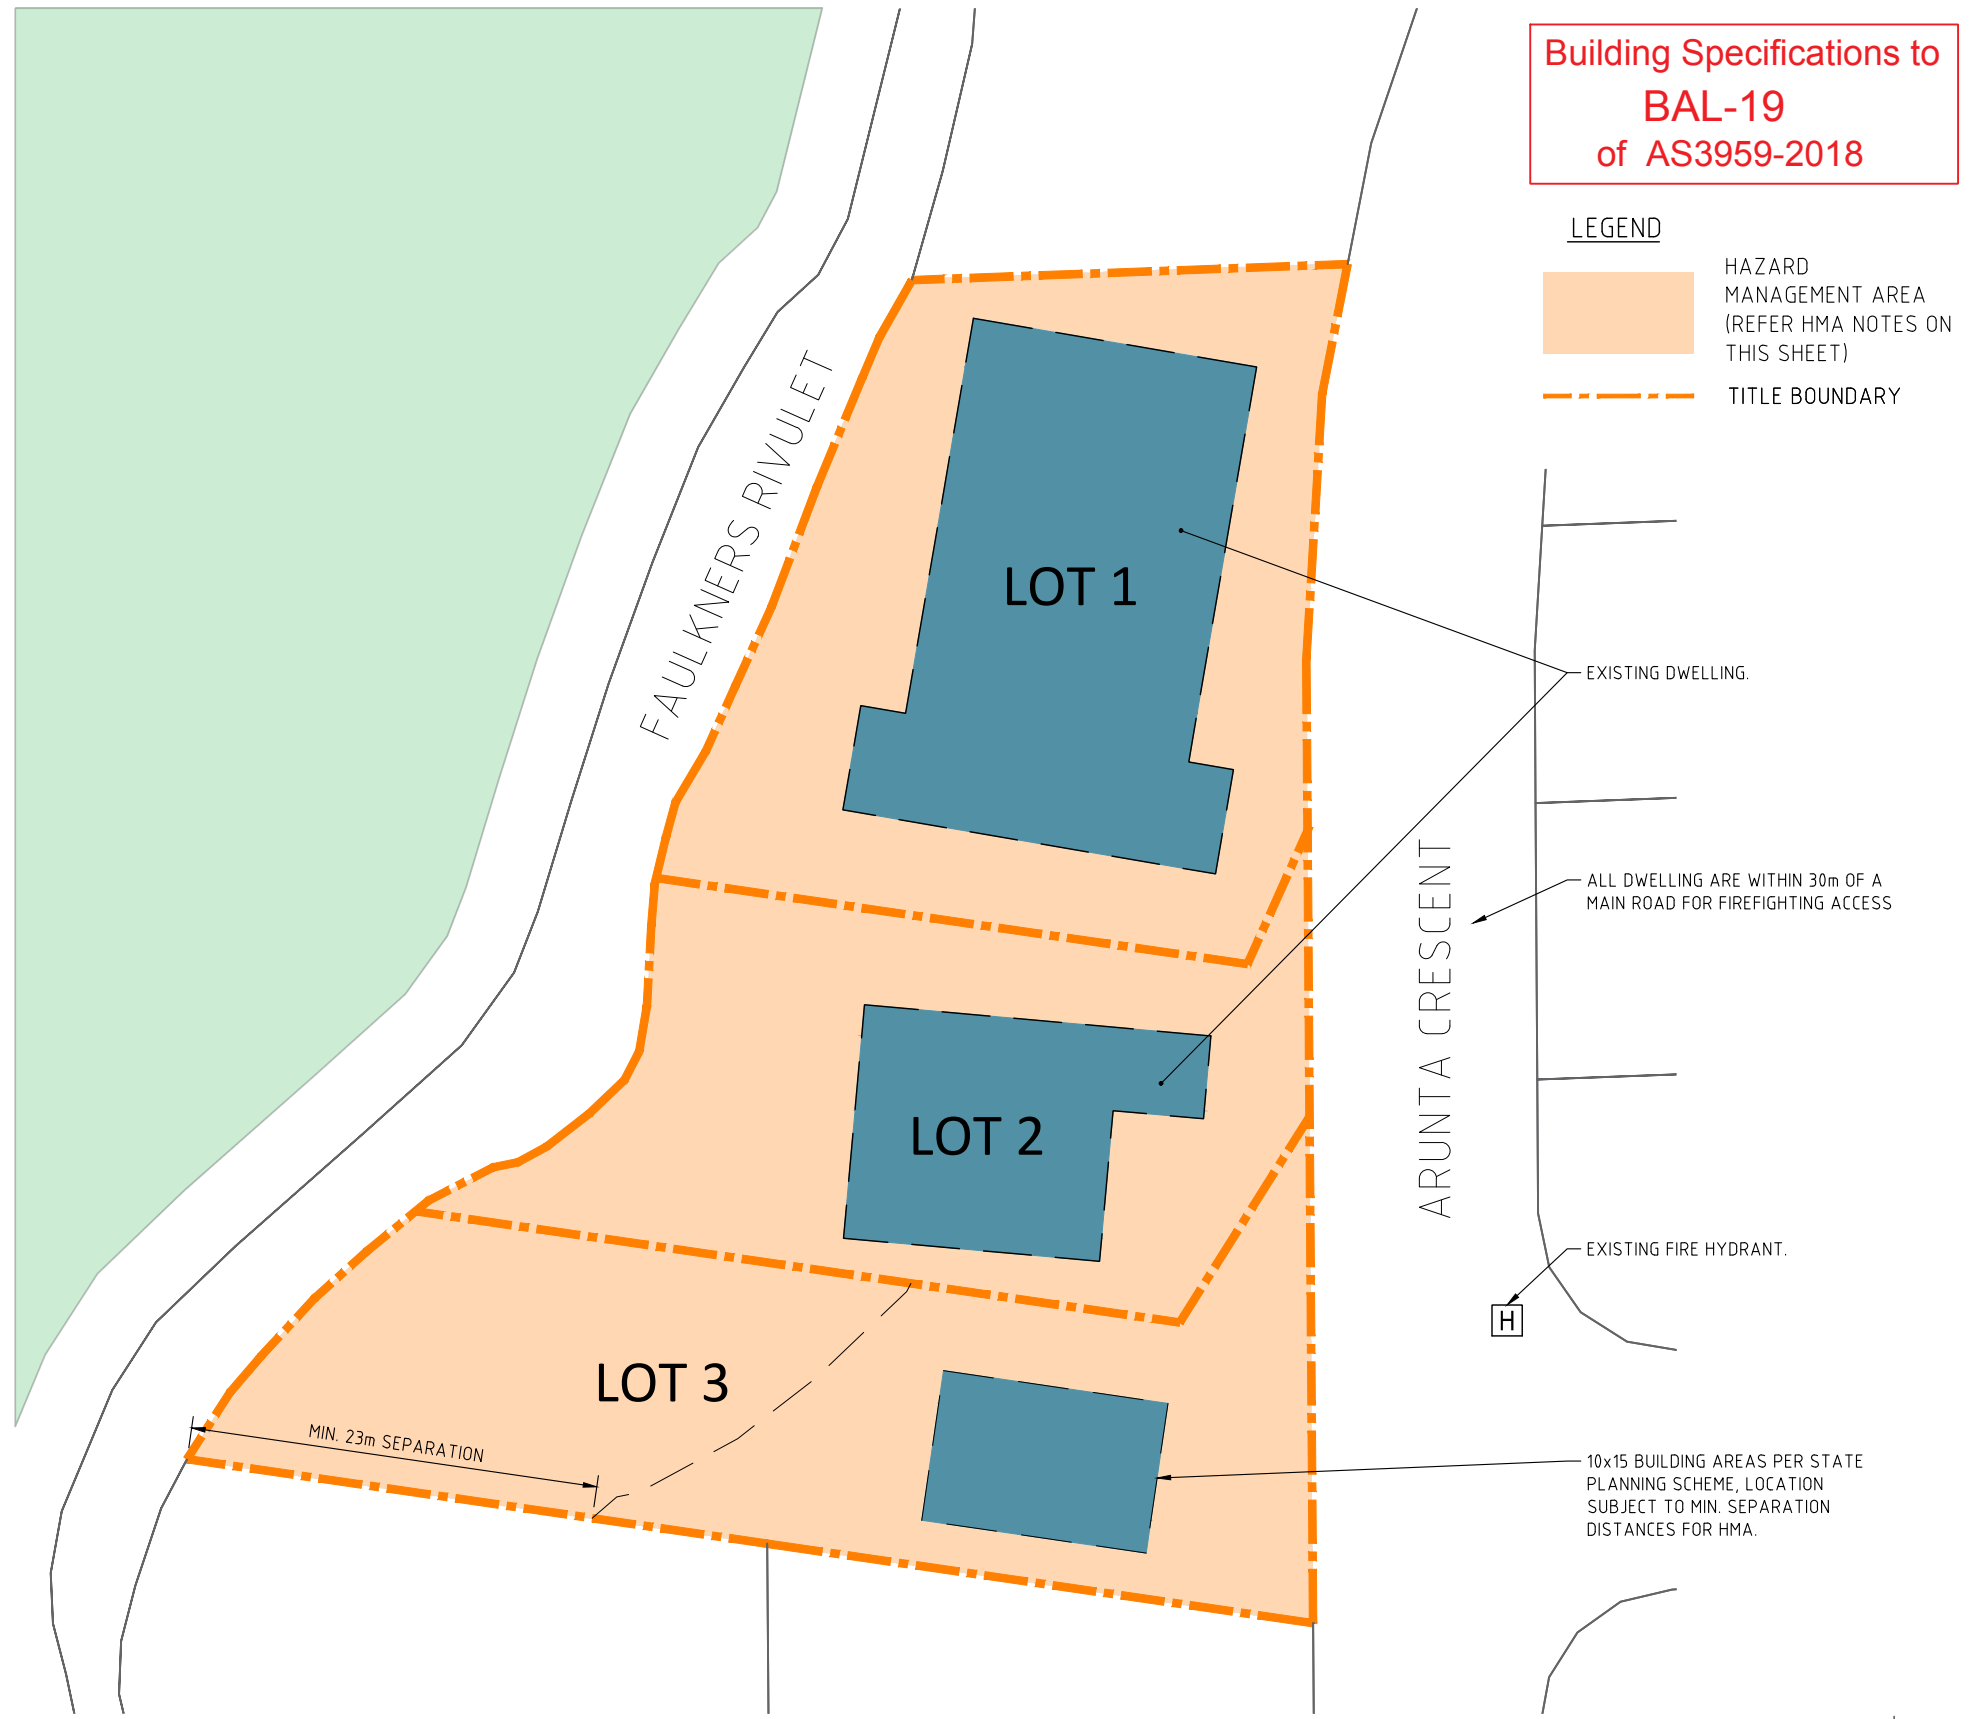 Building Specifications to
BAL-19
of AS3959-2018
LEGEND
HAZARD
MANAGEMENT AREA
(REFER HMA NOTES ON
THIS SHEET)
TITLE BOUNDARY
FAULKNERS RIVULET
LOT 1
EXISTING DWELLING.
ALL DWELLING ARE WITHIN 30m OF A
MAIN ROAD FOR FIREFIGHTING ACCESS
ARUNTA CRESCENT
LOT 2
EXISTING FIRE HYDRANT.
H
LOT 3
MIN. 23m SEPARATION
10x15 BUILDING AREAS PER STATE
PLANNING SCHEME, LOCATION
SUBJECT TO MIN. SEPARATION
DISTANCES FOR HMA.